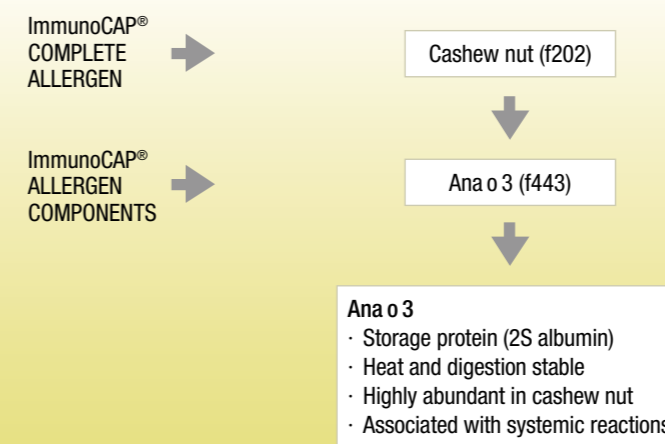 ImmunoCAP®
COMPLETE
ALLERGEN
Cashew nut (f202)
ImmunoCAP®
ALLERGEN
COMPONENTS
Ana o 3 (f443)
Ana o 3
· Storage protein (2S albumin)
· Heat and digestion stable
· Highly abundant in cashew nut
· Associated with systemic reactions